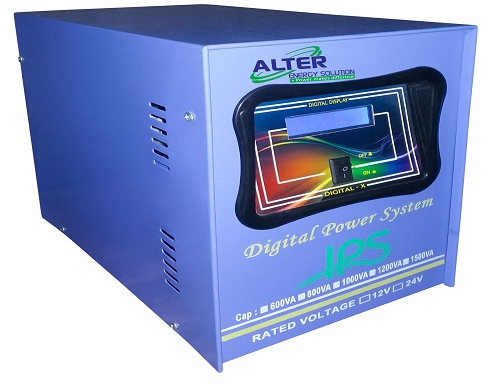 ALTER
ENERGY SOLUTION
DIGITAL DISPLAY
OFF
ON
DIGITAL - X
Digital Power System
IPS
Cap : 600VA 800VA 1000VA 1200VA 1500VA
RATED VOLTAGE 12V 24V